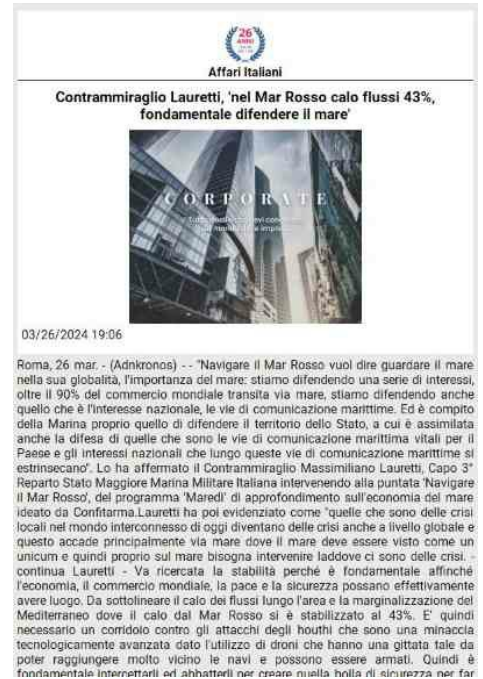 26
ANNI
Affari Italiani
Contrammiraglio Lauretti, 'nel Mar Rosso calo flussi 43%,
fondamentale difendere il mare'
CORPORATE
03/26/2024 19:06
Roma, 26 mar. - (Adnkronos) - - "Navigare il Mar Rosso vuol dire guardare il mare
nella sua globalità, l'importanza del mare: stiamo difendendo una serie di interessi,
oltre il 90% del commercio mondiale transita via mare, stiamo difendendo anche
quello che è l'interesse nazionale, le vie di comunicazione marittime. Ed è compito
della Marina proprio quello di difendere il territorio dello Stato, a cui è assimilata
anche la difesa di quelle che sono le vie di comunicazione marittima vitali per il
Paese e gli interessi nazionali che lungo queste vie di comunicazione marittime si
estrinsecano". Lo ha affermato il Contrammiraglio Massimiliano Lauretti, Capo 3°
Reparto Stato Maggiore Marina Militare Italiana intervenendo alla puntata 'Navigare
il Mar Rosso', del programma 'Maredì' di approfondimento sull'economia del mare
ideato da Confitarma.Lauretti ha poi evidenziato come "quelle che sono delle crisi
locali nel mondo interconnesso di oggi diventano delle crisi anche a livello globale e
questo accade principalmente via mare dove il mare deve essere visto come un
unicum e quindi proprio sul mare bisogna intervenire laddove ci sono delle crisi. -
continua Lauretti - Va ricercata la stabilità perché è fondamentale affinché
l'economia, il commercio mondiale, la pace e la sicurezza possano effettivamente
avere luogo. Da sottolineare il calo dei flussi lungo l'area e la marginalizzazione del
Mediterraneo dove il calo dal Mar Rosso si è stabilizzato al 43%. E' quindi
necessario un corridoio contro gli attacchi degli houthi che sono una minaccia
tecnologicamente avanzata dato l'utilizzo di droni che hanno una gittata tale da
poter raggiungere molto vicino le navi e possono essere armati. Quindi è
fondamentale intercettarli ed abbatterli per creare quella bolla di sicurezza per far